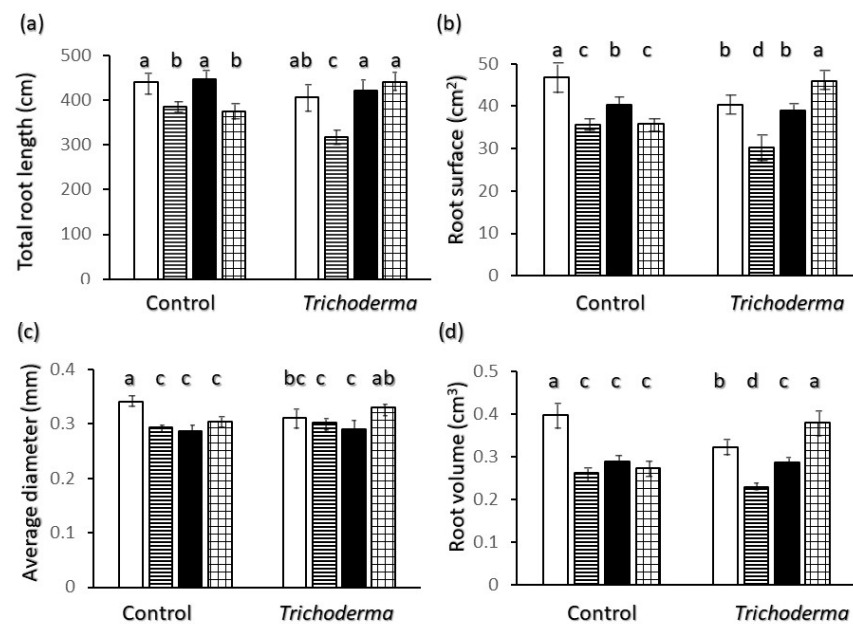 (a)
Total root length (cm)
500
400
300
200
100
0
a b a b ab c a a
Control Trichoderma
(b)
Root surface (cm²)
50
40
30
20
10
0
a c b c b d b a
Control Trichoderma
(c)
Average diameter (mm)
0.4
0.3
0.2
0.1
0
a c c c bc c c ab
Control Trichoderma
(d)
Root volume (cm³)
0.5
0.4
0.3
0.2
0.1
0
a c c c b d c a
Control Trichoderma